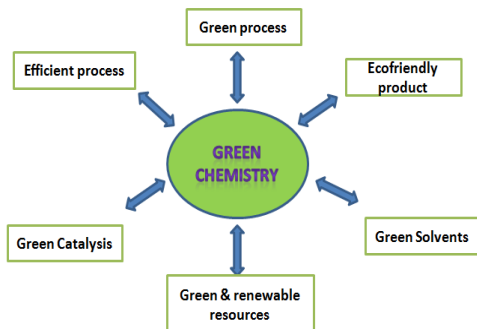 Green process
Efficient process
Ecofriendly
product
GREEN
CHEMISTRY
Green Catalysis
Green Solvents
Green & renewable
resources